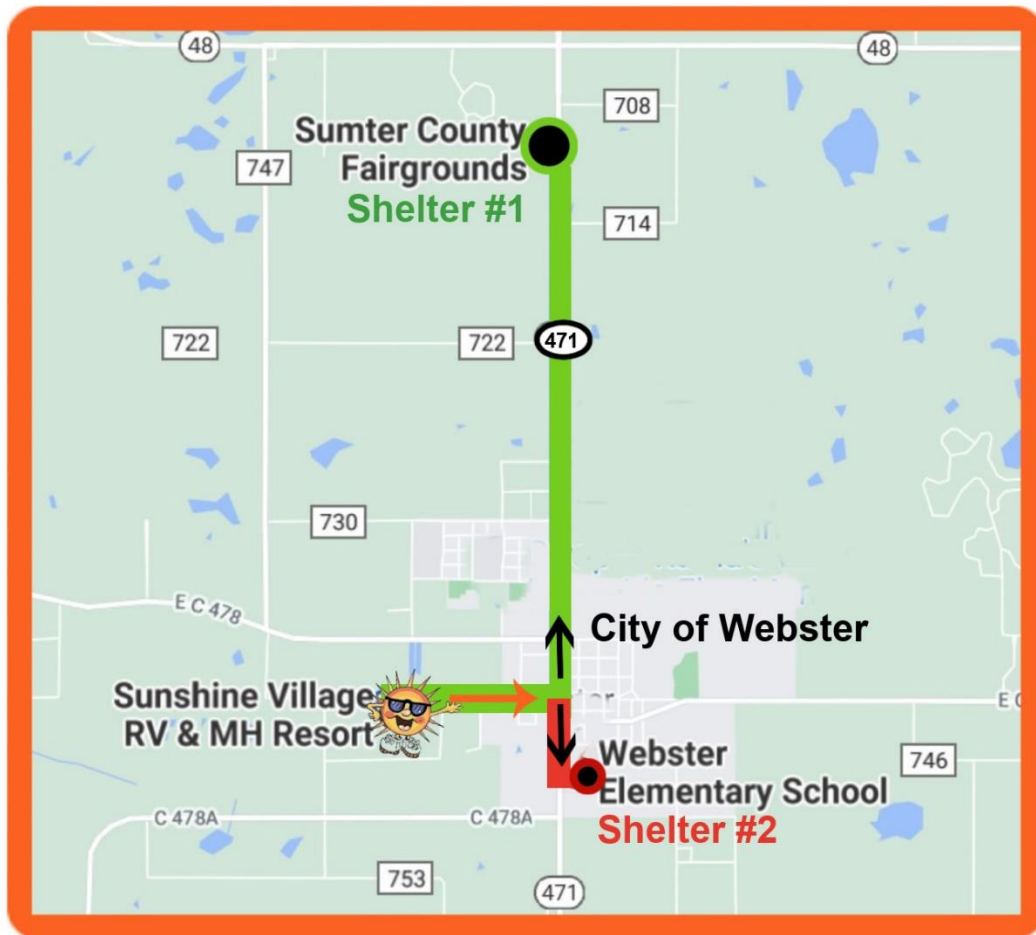 48
48
708
Sumter County
Fairgrounds
Shelter #1
747
714
722
722
471
730
E C 478
City of Webster
Sunshine Village
RV & MH Resort
E C
Webster
Elementary School
Shelter #2
746
C 478A
C 478A
753
471